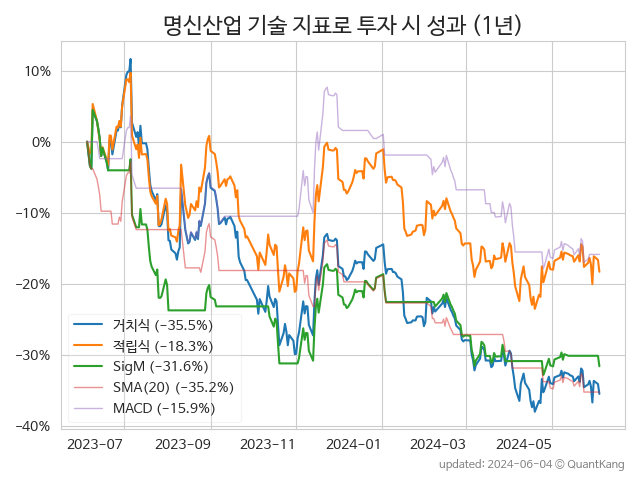 명신산업 기술 지표로 투자 시 성과 (1년)
10%
0%
−10%
−20%
−30%
−40%
거치식 (−35.5%)
적립식 (−18.3%)
SigM (−31.6%)
SMA(20) (−35.2%)
MACD (−15.9%)
2023−07 2023−09 2023−11 2024−01 2024−03 2024−05
updated: 2024−06−04 © QuantKang